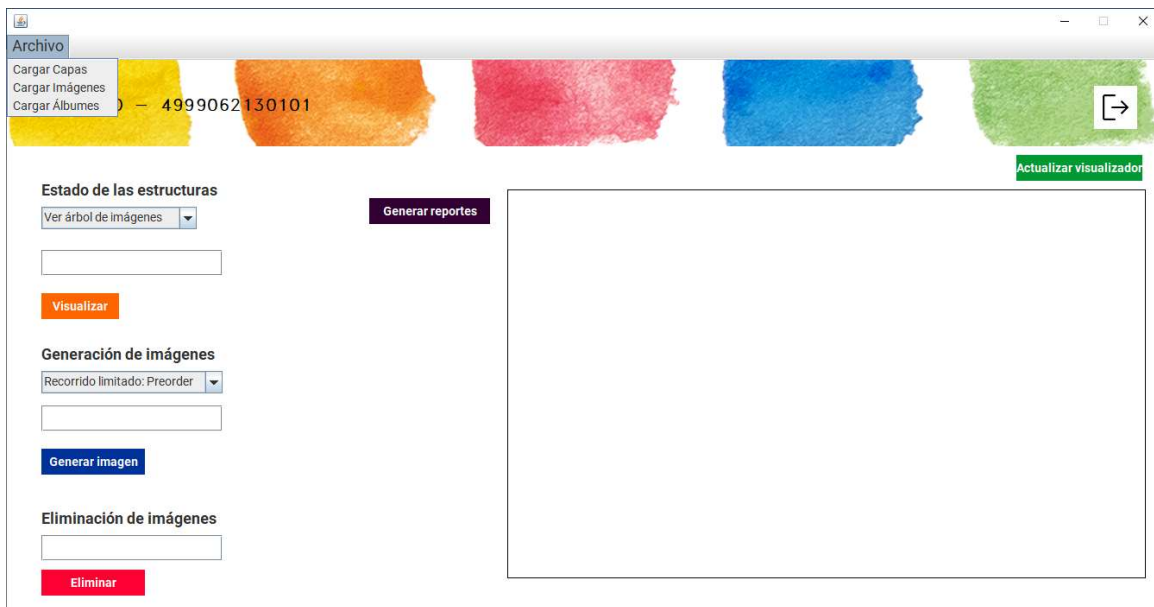 Archivo
Cargar Capas
Cargar Imágenes
Cargar Álbumes
– 4999062130101
Actualizar visualizador
Estado de las estructuras
Ver árbol de imágenes
Generar reportes
Visualizar
Generación de imágenes
Recorrido limitado: Preorder
Generar imagen
Eliminación de imágenes
Eliminar